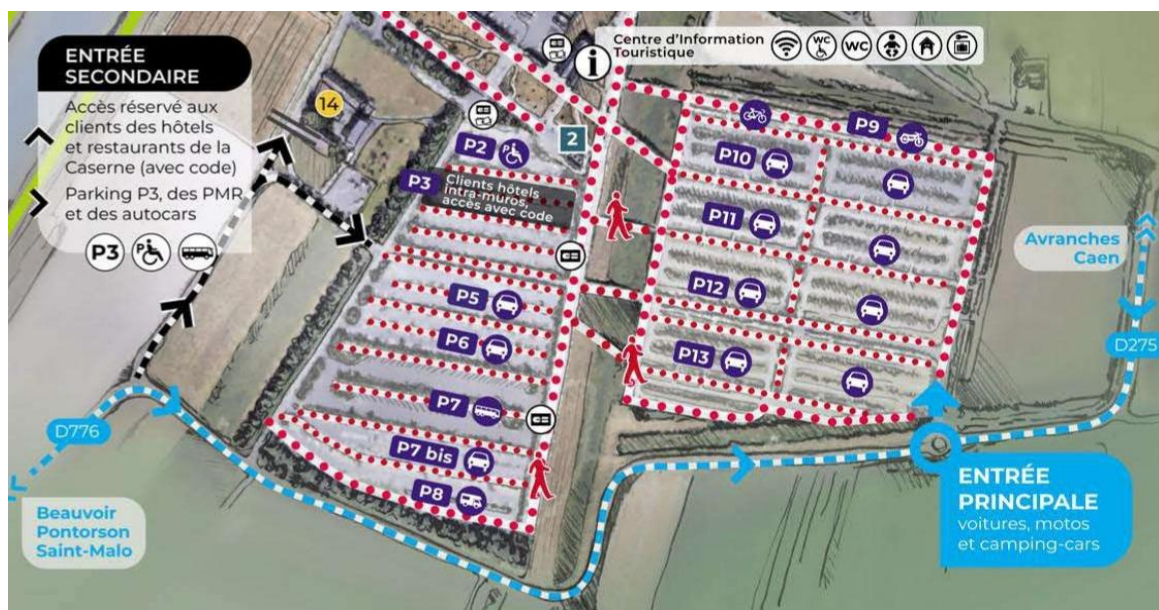 ENTRÉE
SECONDAIRE
Accès réservé aux
clients des hôtels
et restaurants de la
Caserne (avec code)
Parking P3, des PMR
et des autocars
P3
P
14
i
Centre d'Information
Touristique
WC
WC
2
P2
P
P3
Clients hôtels
intra-muros,
accès avec code
P5
P6
P7
P7 bis
P8
P9
P10
P11
P12
P13
Avranches
Caen
D275
D776
Beauvoir
Pontorson
Saint-Malo
ENTRÉE
PRINCIPALE
voitures, motos
et camping-cars